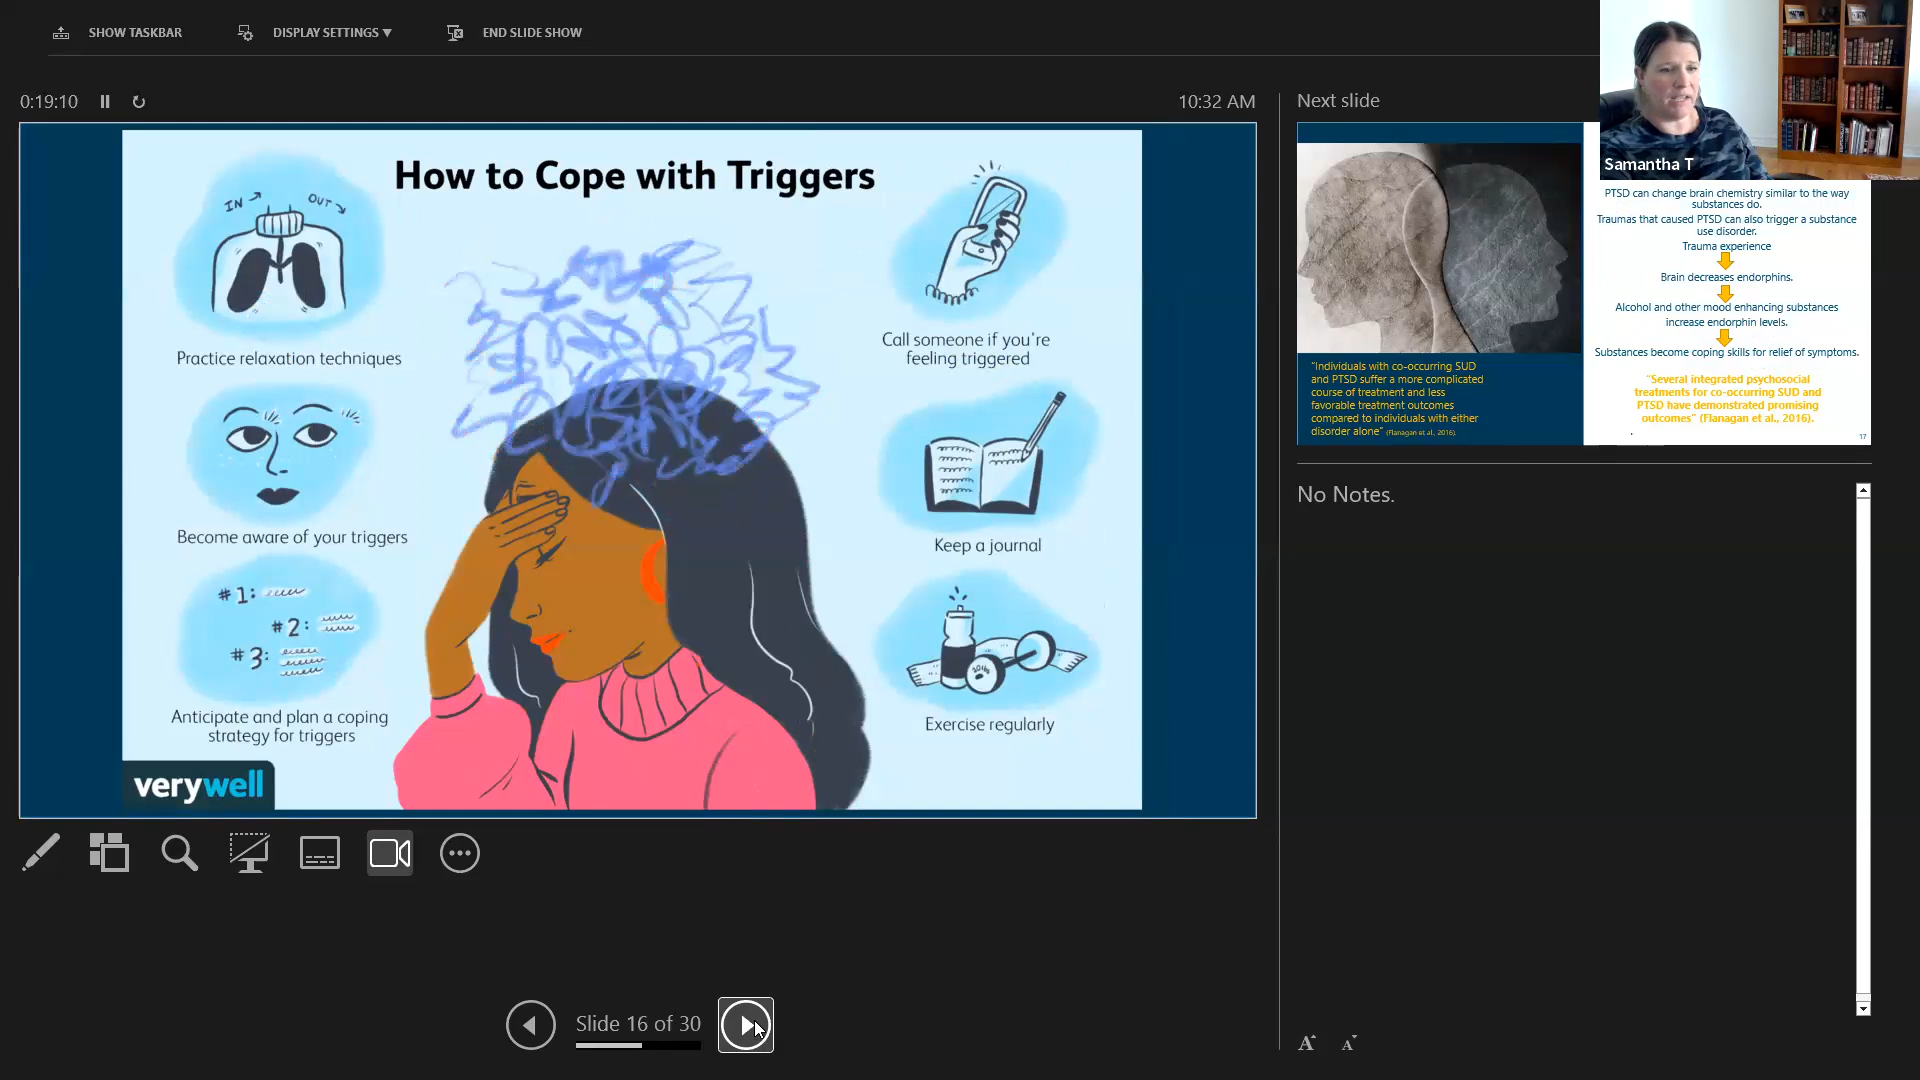 SHOW TASKBAR
DISPLAY SETTINGS ▼
END SLIDE SHOW
0:19:10
10:32 AM
How to Cope with Triggers
IN
OUT
Practice relaxation techniques
Become aware of your triggers
#1:
#2:
#3:
Anticipate and plan a coping
strategy for triggers
Call someone if you're
feeling triggered
Keep a journal
20lbs
Exercise regularly
verywell
Slide 16 of 30
Next slide
Samantha T
PTSD can change brain chemistry similar to the way
substances do.
Traumas that caused PTSD can also trigger a substance
use disorder.
Trauma experience
Brain decreases endorphins.
Alcohol and other mood enhancing substances
increase endorphin levels.
Substances become coping skills for relief of symptoms.
"Several integrated psychosocial
treatments for co-occurring SUD and
PTSD have demonstrated promising
outcomes" (Flanagan et al., 2016).
17
"Individuals with co-occurring SUD
and PTSD suffer a more complicated
course of treatment and less
favorable treatment outcomes
compared to individuals with either
disorder alone" (Flanagan et al., 2016).
No Notes.
A
A